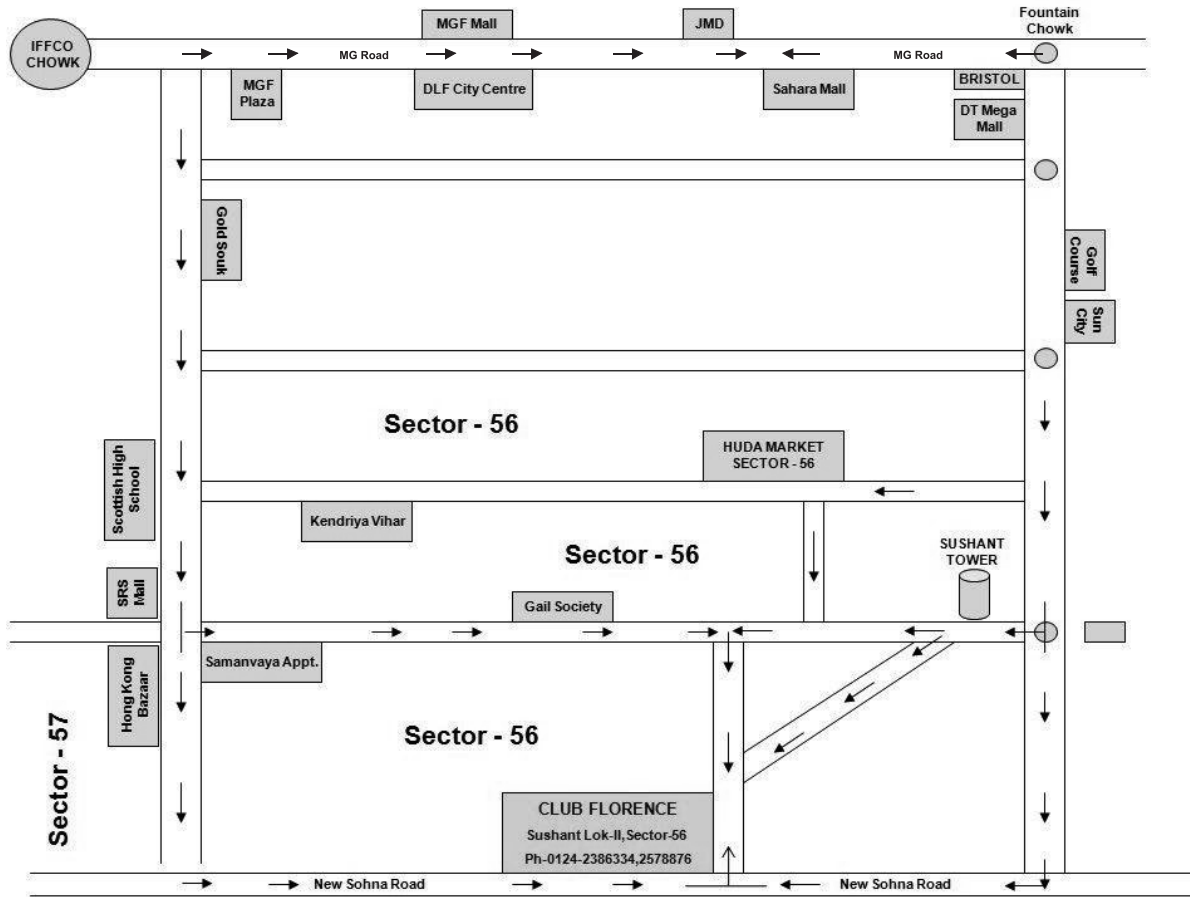 MGF Mall
JMD
Fountain
Chowk
IFFCO
CHOWK
MG Road
MG Road
MGF
Plaza
DLF City Centre
Sahara Mall
BRISTOL
DT Mega
Mall
Gold Souk
Golf
Course
Sun
City
Sector - 56
HUDA MARKET
SECTOR - 56
Scottish High
School
Kendriya Vihar
Sector - 56
SUSHANT
TOWER
SRS
Mall
Gail Society
Samanvaya Appt.
Hong Kong
Bazaar
Sector - 57
Sector - 56
CLUB FLORENCE
Sushant Lok-II,Sector-56
Ph-0124-2386334,2578876
New Sohna Road
New Sohna Road